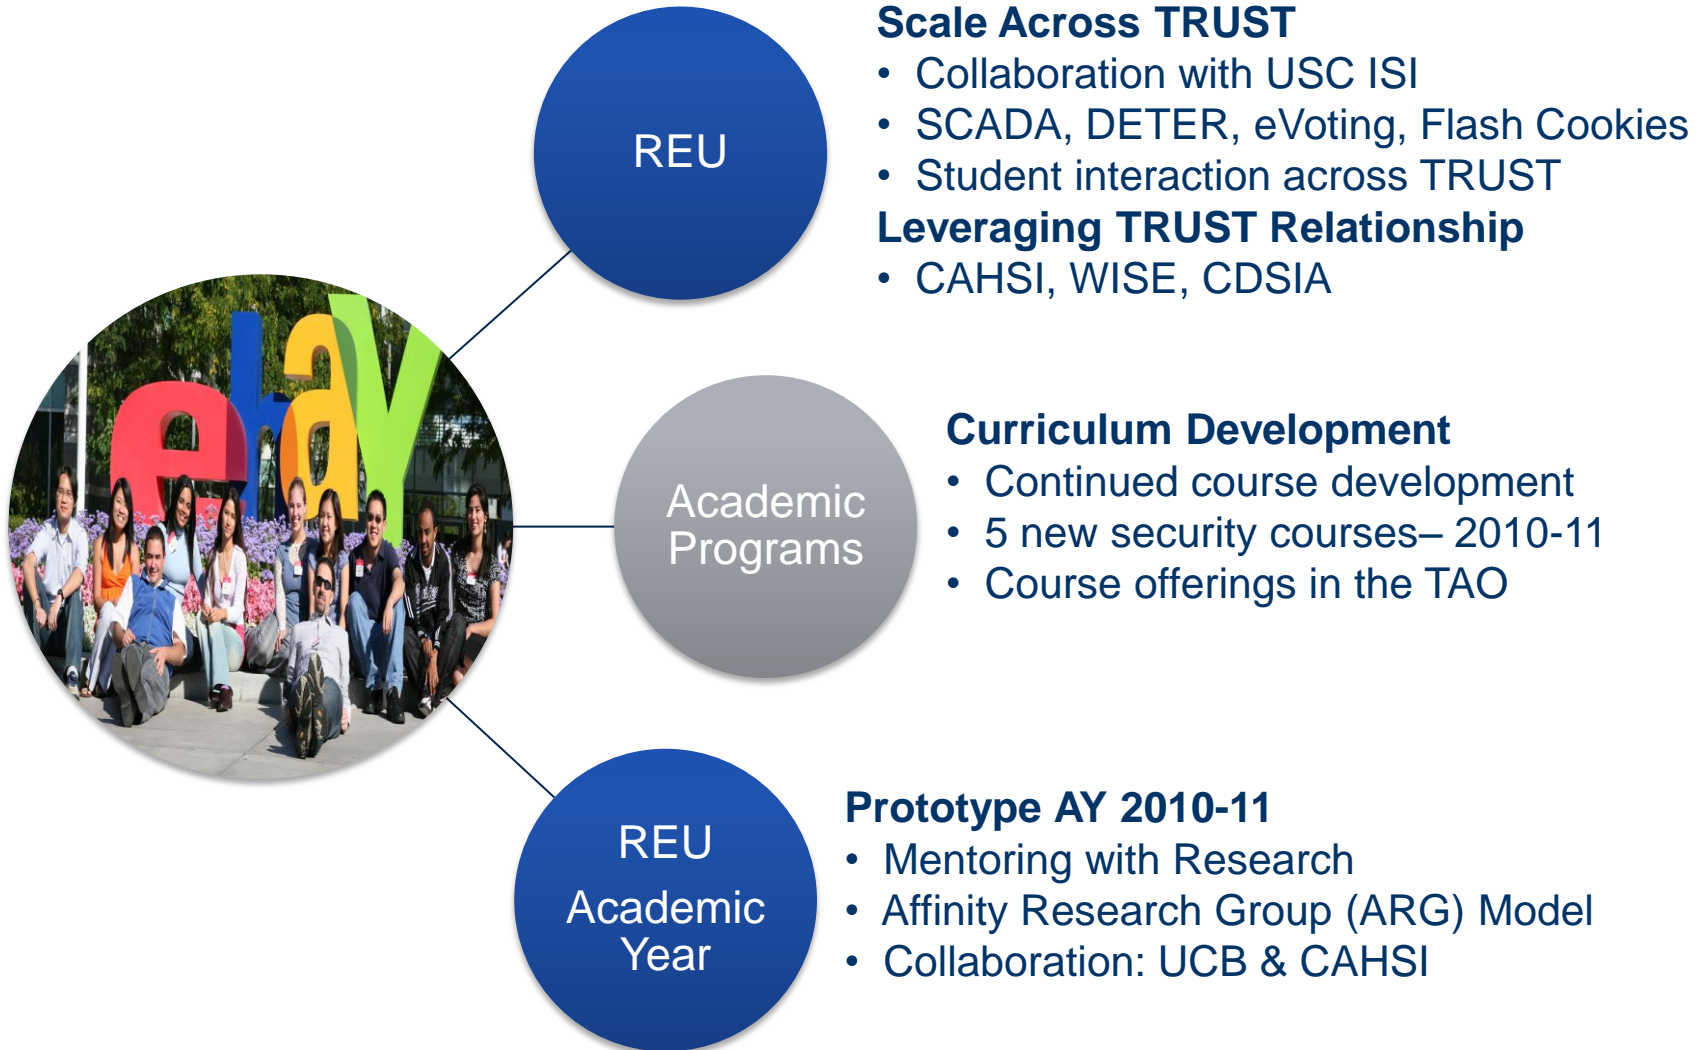 REU
Scale Across TRUST
• Collaboration with USC ISI
• SCADA, DETER, eVoting, Flash Cookies
• Student interaction across TRUST
Leveraging TRUST Relationship
• CAHSI, WISE, CDSIA
ebaY
Academic
Programs
Curriculum Development
• Continued course development
• 5 new security courses– 2010-11
• Course offerings in the TAO
REU
Academic
Year
Prototype AY 2010-11
• Mentoring with Research
• Affinity Research Group (ARG) Model
• Collaboration: UCB & CAHSI